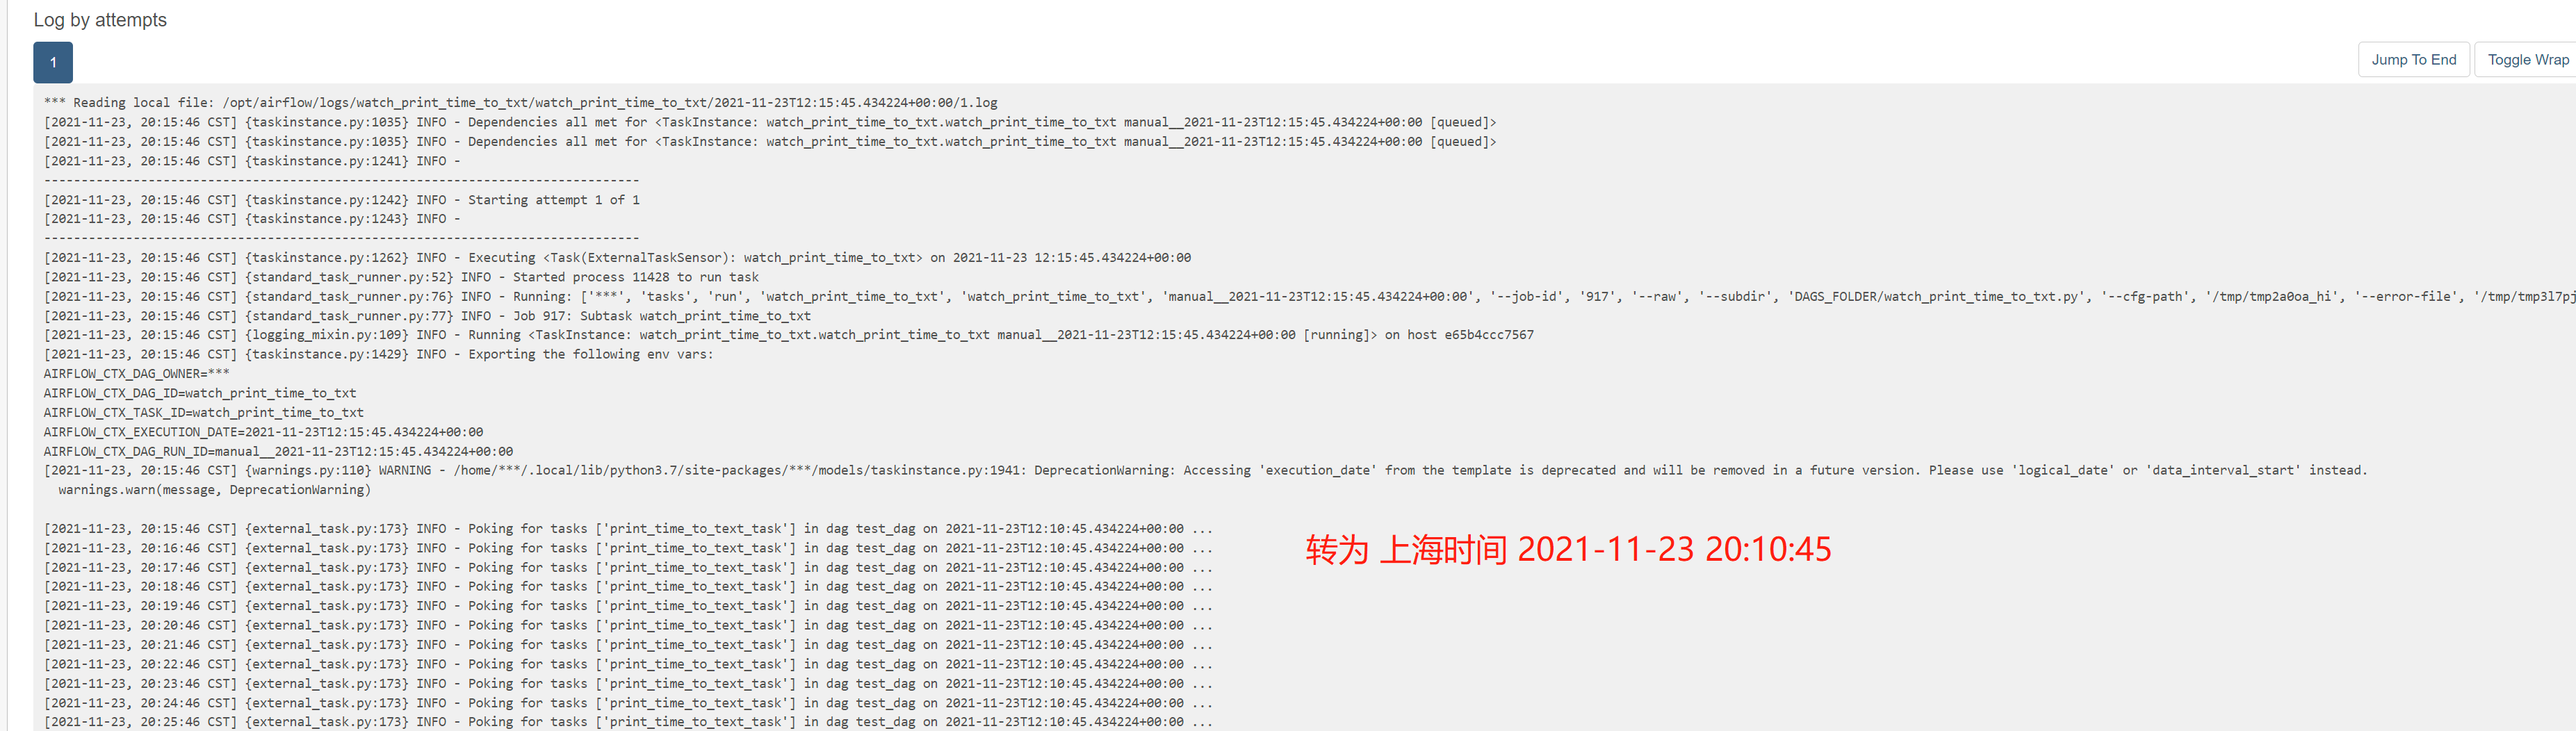 Log by attempts
1
Jump To End
Toggle Wrap
*** Reading local file: /opt/airflow/logs/watch_print_time_to_txt/watch_print_time_to_txt/2021-11-23T12:15:45.434224+00:00/1.log
[2021-11-23, 20:15:46 CST] {taskinstance.py:1035} INFO - Dependencies all met for <TaskInstance: watch_print_time_to_txt.watch_print_time_to_txt manual__2021-11-23T12:15:45.434224+00:00 [queued]>
[2021-11-23, 20:15:46 CST] {taskinstance.py:1035} INFO - Dependencies all met for <TaskInstance: watch_print_time_to_txt.watch_print_time_to_txt manual__2021-11-23T12:15:45.434224+00:00 [queued]>
[2021-11-23, 20:15:46 CST] {taskinstance.py:1241} INFO -
--------------------------------------------------------------------------------
[2021-11-23, 20:15:46 CST] {taskinstance.py:1242} INFO - Starting attempt 1 of 1
[2021-11-23, 20:15:46 CST] {taskinstance.py:1243} INFO -
--------------------------------------------------------------------------------
[2021-11-23, 20:15:46 CST] {taskinstance.py:1262} INFO - Executing <Task(ExternalTaskSensor): watch_print_time_to_txt> on 2021-11-23 12:15:45.434224+00:00
[2021-11-23, 20:15:46 CST] {standard_task_runner.py:52} INFO - Started process 11428 to run task
[2021-11-23, 20:15:46 CST] {standard_task_runner.py:76} INFO - Running: ['***', 'tasks', 'run', 'watch_print_time_to_txt', 'watch_print_time_to_txt', 'manual__2021-11-23T12:15:45.434224+00:00', '--job-id', '917', '--raw', '--subdir', 'DAGS_FOLDER/watch_print_time_to_txt.py', '--cfg-path', '/tmp/tmp2a0oa_hi', '--error-file', '/tmp/tmp3l7pj
[2021-11-23, 20:15:46 CST] {standard_task_runner.py:77} INFO - Job 917: Subtask watch_print_time_to_txt
[2021-11-23, 20:15:46 CST] {logging_mixin.py:109} INFO - Running <TaskInstance: watch_print_time_to_txt.watch_print_time_to_txt manual__2021-11-23T12:15:45.434224+00:00 [running]> on host e65b4ccc7567
[2021-11-23, 20:15:46 CST] {taskinstance.py:1429} INFO - Exporting the following env vars:
AIRFLOW_CTX_DAG_OWNER=***
AIRFLOW_CTX_DAG_ID=watch_print_time_to_txt
AIRFLOW_CTX_TASK_ID=watch_print_time_to_txt
AIRFLOW_CTX_EXECUTION_DATE=2021-11-23T12:15:45.434224+00:00
AIRFLOW_CTX_DAG_RUN_ID=manual__2021-11-23T12:15:45.434224+00:00
[2021-11-23, 20:15:46 CST] {warnings.py:110} WARNING - /home/***/.local/lib/python3.7/site-packages/***/models/taskinstance.py:1941: DeprecationWarning: Accessing 'execution_date' from the template is deprecated and will be removed in a future version. Please use 'logical_date' or 'data_interval_start' instead.
warnings.warn(message, DeprecationWarning)
[2021-11-23, 20:15:46 CST] {external_task.py:173} INFO - Poking for tasks ['print_time_to_text_task'] in dag test_dag on 2021-11-23T12:10:45.434224+00:00 ...
[2021-11-23, 20:16:46 CST] {external_task.py:173} INFO - Poking for tasks ['print_time_to_text_task'] in dag test_dag on 2021-11-23T12:10:45.434224+00:00 ...
转为 上海时间 2021-11-23 20:10:45
[2021-11-23, 20:17:46 CST] {external_task.py:173} INFO - Poking for tasks ['print_time_to_text_task'] in dag test_dag on 2021-11-23T12:10:45.434224+00:00 ...
[2021-11-23, 20:18:46 CST] {external_task.py:173} INFO - Poking for tasks ['print_time_to_text_task'] in dag test_dag on 2021-11-23T12:10:45.434224+00:00 ...
[2021-11-23, 20:19:46 CST] {external_task.py:173} INFO - Poking for tasks ['print_time_to_text_task'] in dag test_dag on 2021-11-23T12:10:45.434224+00:00 ...
[2021-11-23, 20:20:46 CST] {external_task.py:173} INFO - Poking for tasks ['print_time_to_text_task'] in dag test_dag on 2021-11-23T12:10:45.434224+00:00 ...
[2021-11-23, 20:21:46 CST] {external_task.py:173} INFO - Poking for tasks ['print_time_to_text_task'] in dag test_dag on 2021-11-23T12:10:45.434224+00:00 ...
[2021-11-23, 20:22:46 CST] {external_task.py:173} INFO - Poking for tasks ['print_time_to_text_task'] in dag test_dag on 2021-11-23T12:10:45.434224+00:00 ...
[2021-11-23, 20:23:46 CST] {external_task.py:173} INFO - Poking for tasks ['print_time_to_text_task'] in dag test_dag on 2021-11-23T12:10:45.434224+00:00 ...
[2021-11-23, 20:24:46 CST] {external_task.py:173} INFO - Poking for tasks ['print_time_to_text_task'] in dag test_dag on 2021-11-23T12:10:45.434224+00:00 ...
[2021-11-23, 20:25:46 CST] {external_task.py:173} INFO - Poking for tasks ['print_time_to_text_task'] in dag test_dag on 2021-11-23T12:10:45.434224+00:00 ...